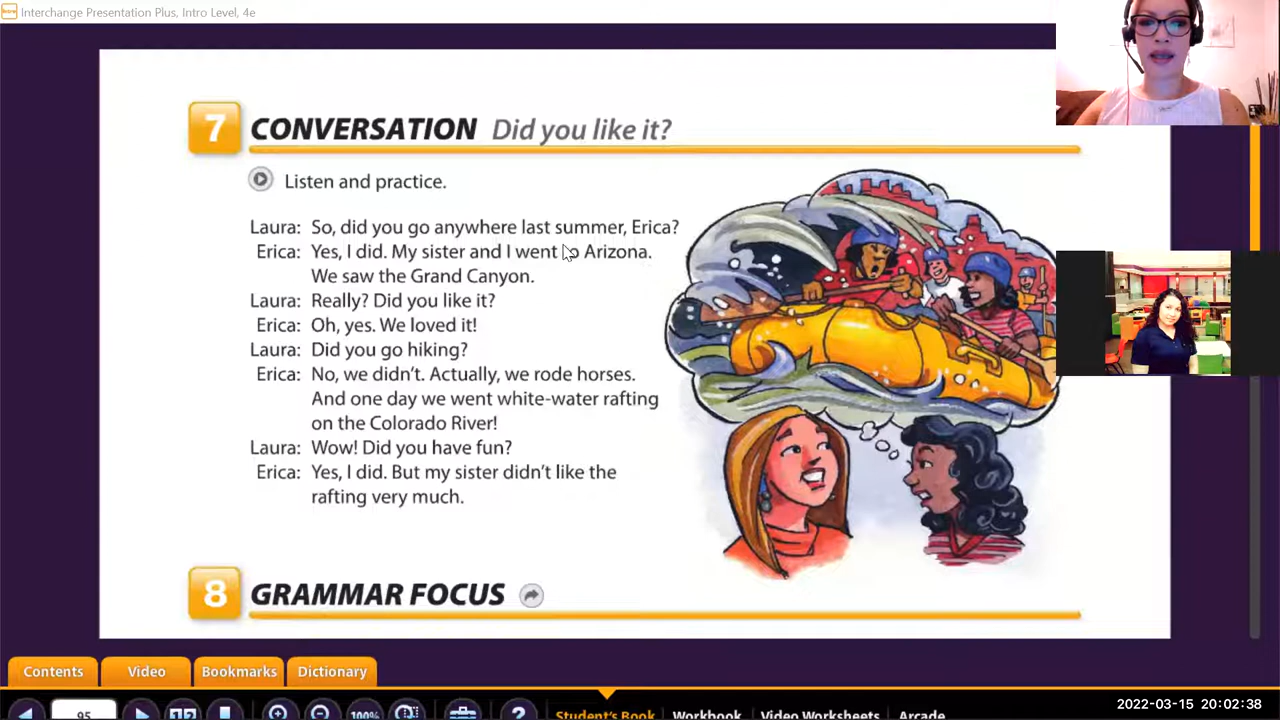 Interchange Presentation Plus, Intro Level, 4e
7 CONVERSATION Did you like it?
Listen and practice.
Laura: So, did you go anywhere last summer, Erica?
Erica: Yes, I did. My sister and I went to Arizona.
We saw the Grand Canyon.
Laura: Really? Did you like it?
Erica: Oh, yes. We loved it!
Laura: Did you go hiking?
Erica: No, we didn't. Actually, we rode horses.
And one day we went white-water rafting
on the Colorado River!
Laura: Wow! Did you have fun?
Erica: Yes, I did. But my sister didn't like the
rafting very much.
8 GRAMMAR FOCUS
Contents Video Bookmarks Dictionary
95 100% ? Student's Book Workbook Video Worksheets Arcade
2022-03-15 20:02:38